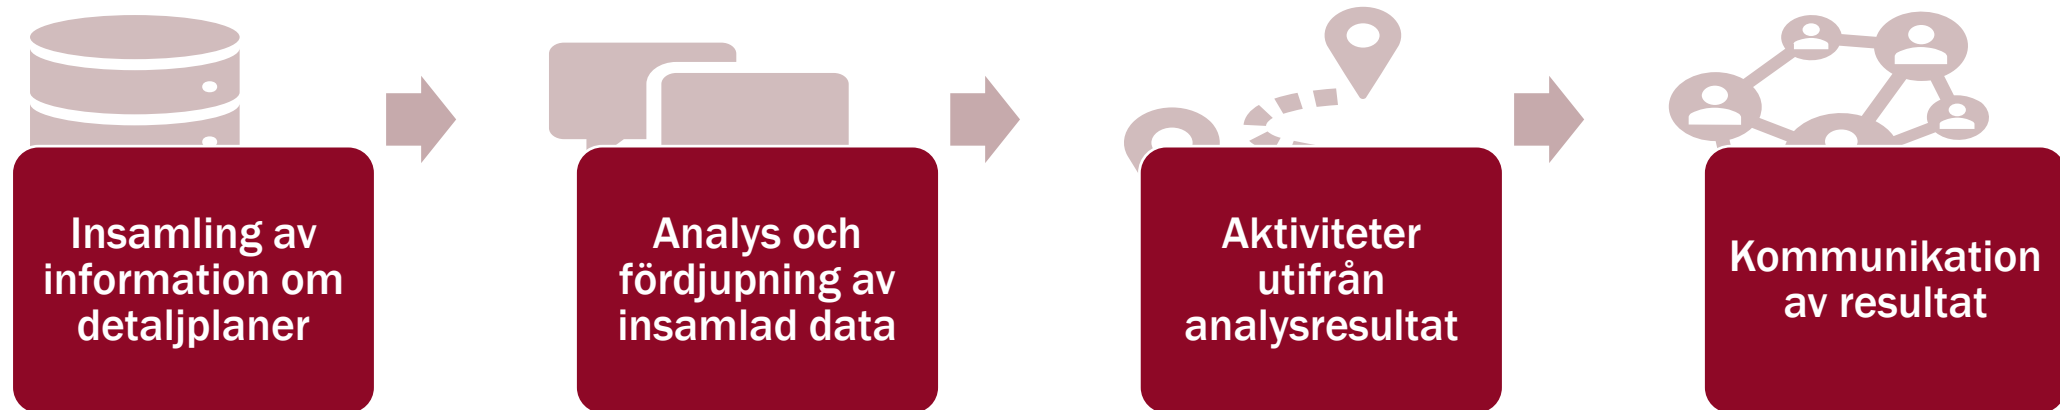 Insamling av
information om
detaljplaner
Analys och
fördjupning av
insamlad data
Aktiviteter
utifrån
analysresultat
Kommunikation
av resultat